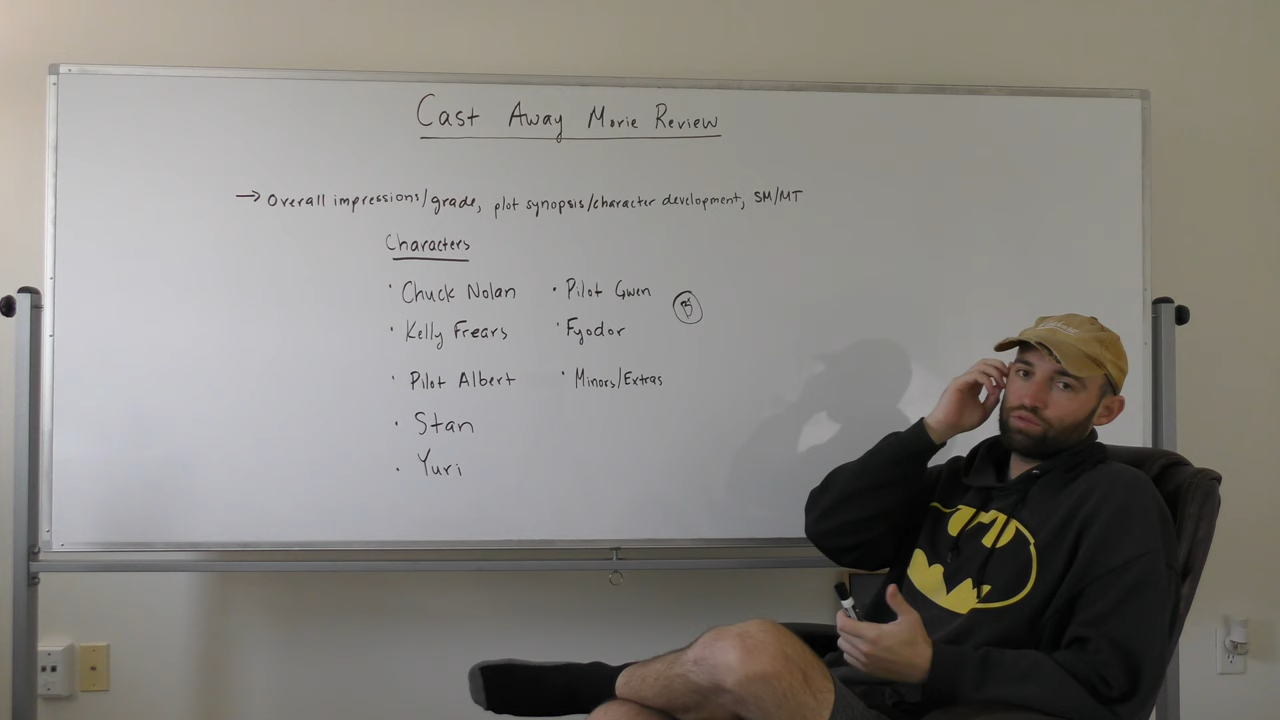 Cast Away Movie Review
→ Overall impressions/grade, plot synopsis/character development, SM/MT
Characters
· Chuck Nolan
· Kelly Frears
· Pilot Albert
· Stan
· Yuri
· Pilot Gwen
· Fyodor
· Minors/Extras